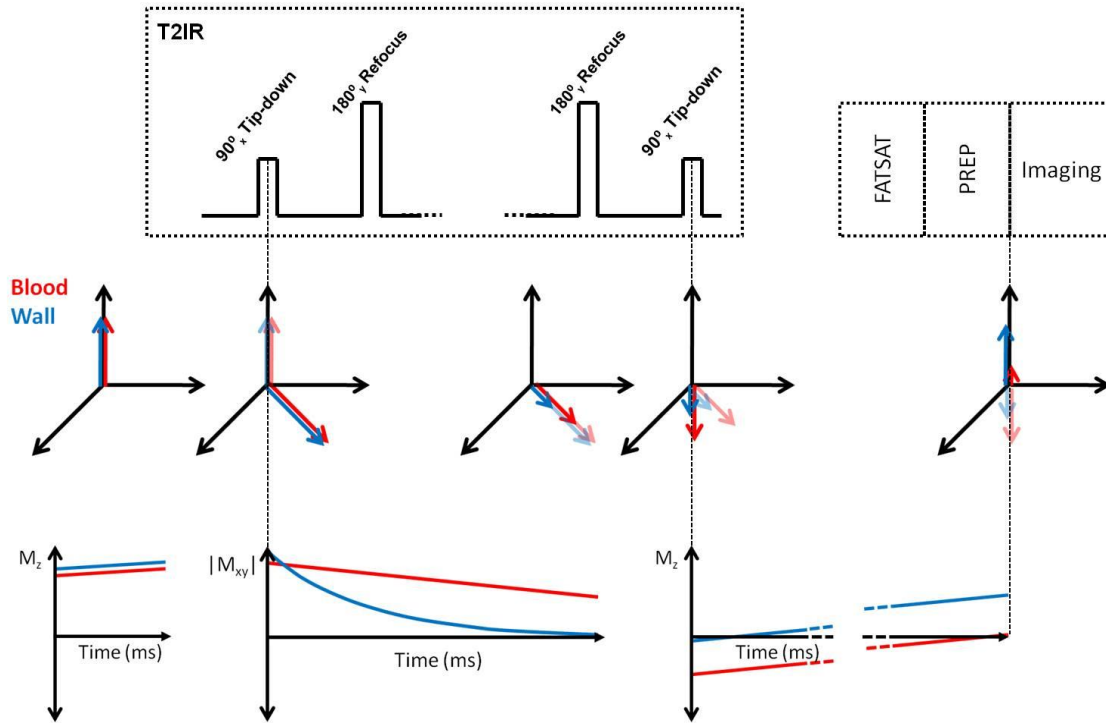 T2IR
90°x Tip-down
180°y Refocus
180°y Refocus
90°x Tip-down
FATSAT
PREP
Imaging
Blood
Wall
Mz
Time (ms)
|Mxy|
Time (ms)
Mz
Time (ms)